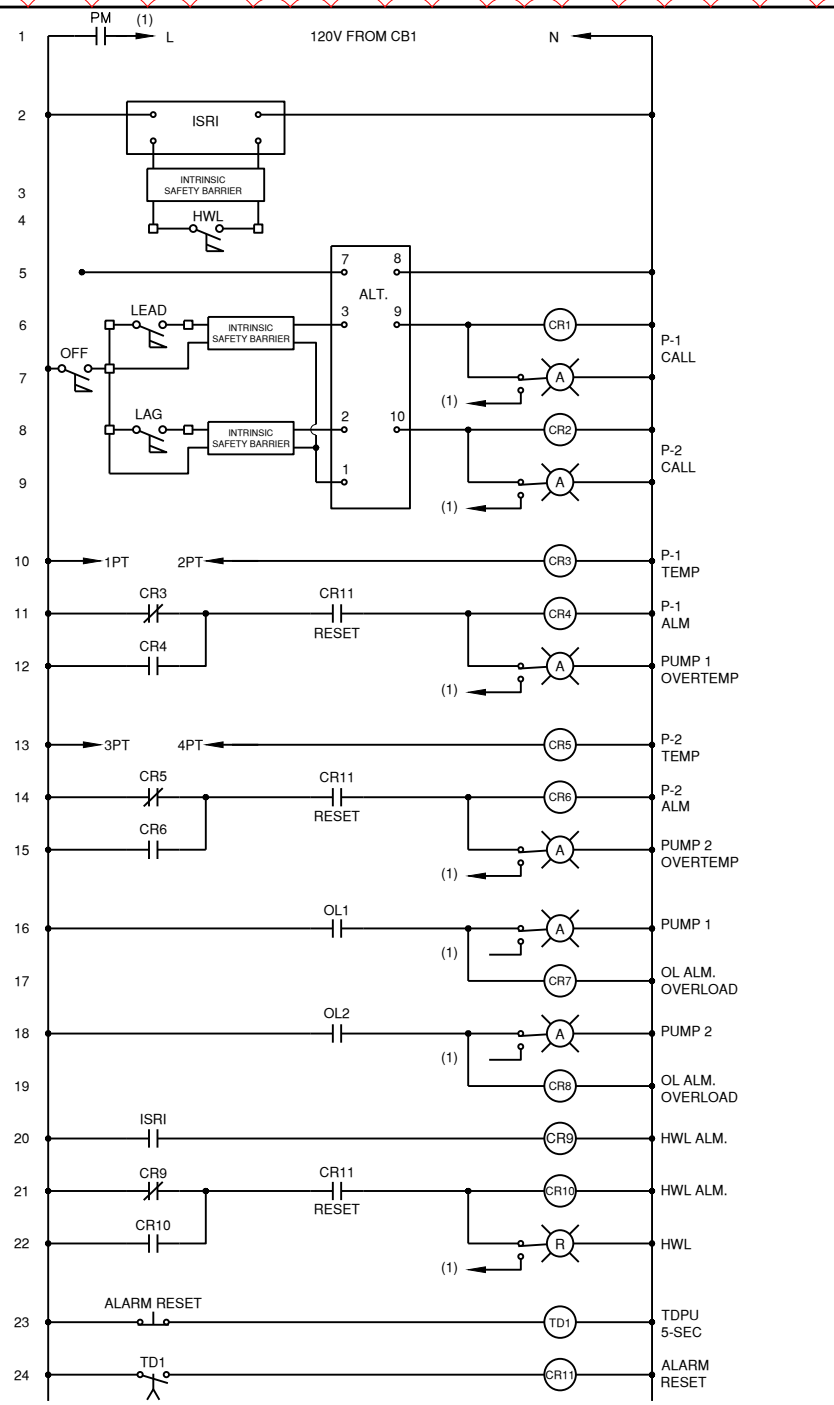 PM (1)
1 L 120V FROM CB1 N
2 ISRI
INTRINSIC
3 SAFETY BARRIER
4 HWL
5 7 8
ALT.
LEAD 3 9
6 INTRINSIC CR1
SAFETY BARRIER P-1
OFF CALL
7 A
(1)
LAG 2 10
8 INTRINSIC CR2
SAFETY BARRIER P-2
CALL
9 1 A
(1)
10 1PT 2PT CR3 P-1
TEMP
CR3 CR11
11 CR4 P-1
RESET ALM
CR4
12 A PUMP 1
OVERTEMP
(1)
13 3PT 4PT CR5 P-2
TEMP
CR5 CR11
14 CR6 P-2
RESET ALM
CR6
15 A PUMP 2
OVERTEMP
(1)
OL1
16 A PUMP 1
(1)
17 CR7 OL ALM.
OVERLOAD
OL2
18 A PUMP 2
(1)
19 CR8 OL ALM.
OVERLOAD
ISRI
20 CR9 HWL ALM.
CR9 CR11
21 CR10 HWL ALM.
RESET
CR10
22 R HWL
(1)
ALARM RESET
23 TD1 TDPU
5-SEC
TD1
24 CR11 ALARM
RESET